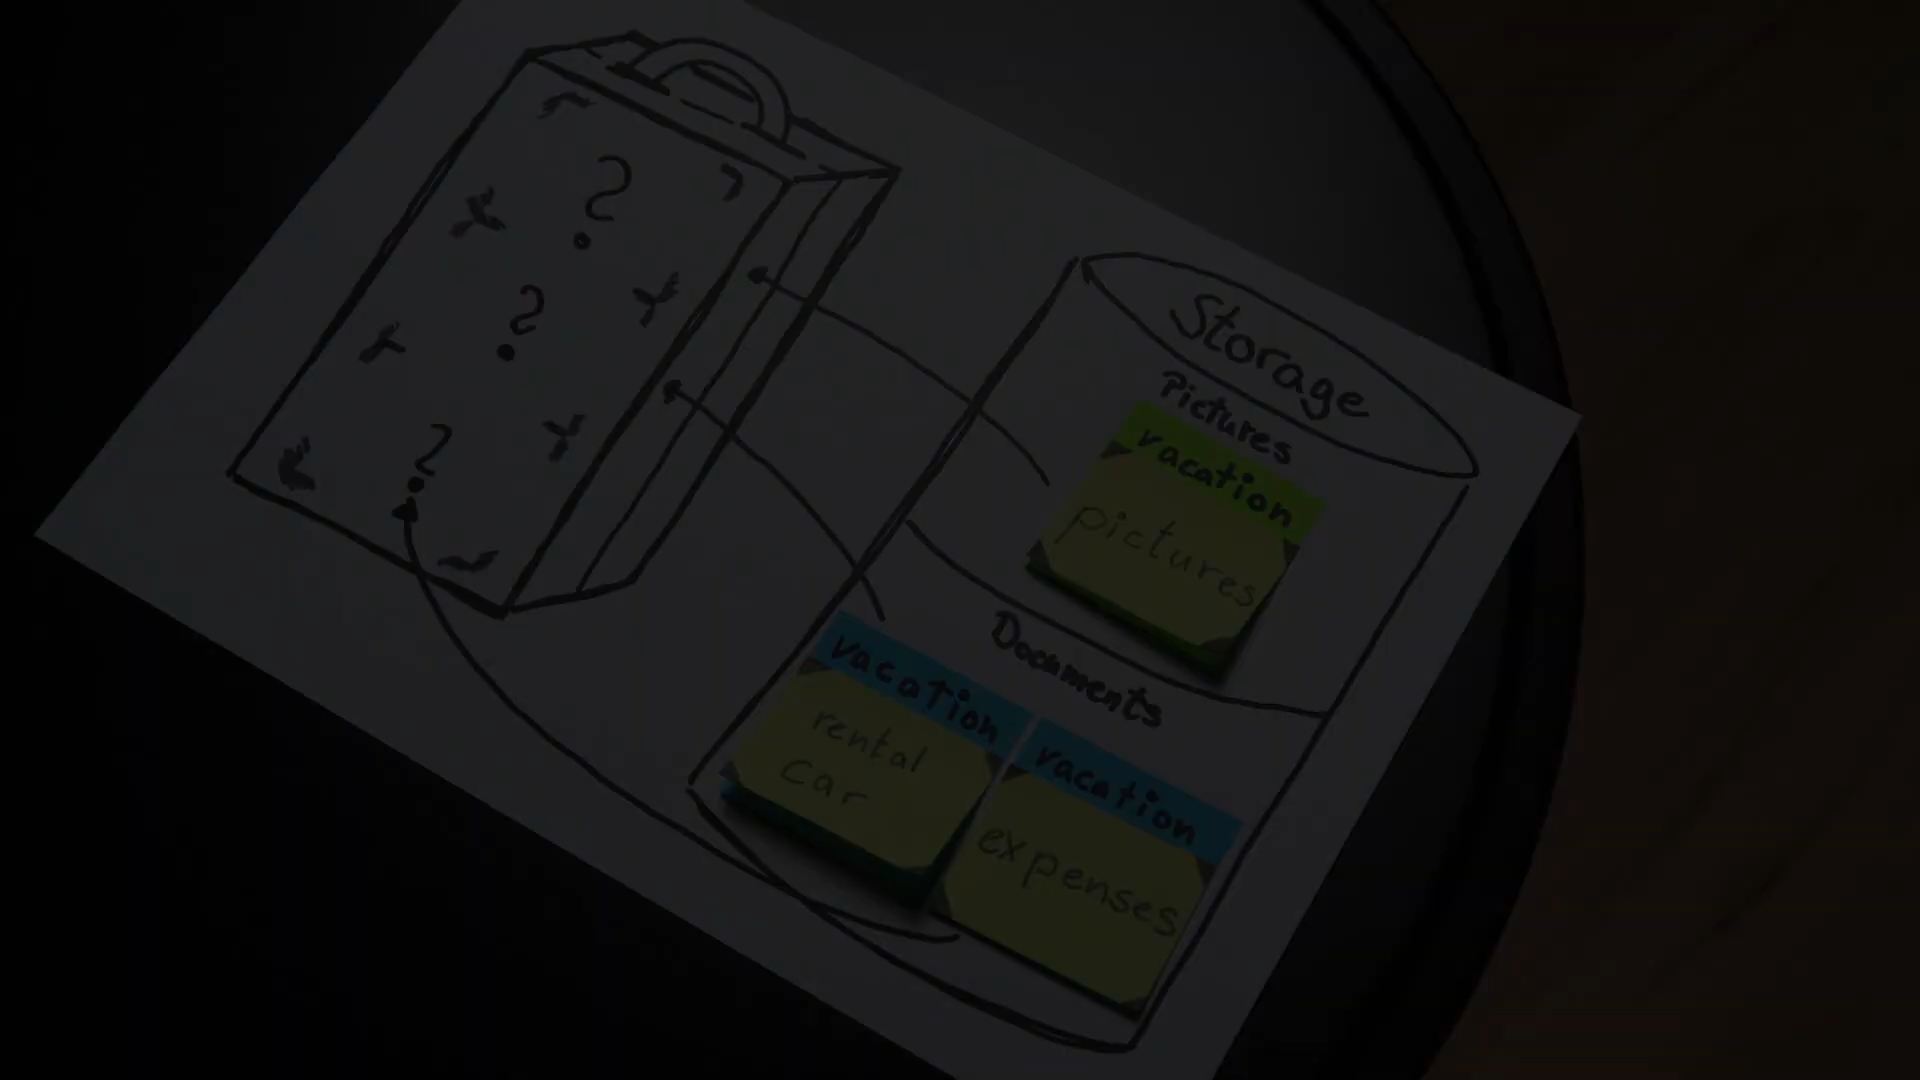 ?
?
?
Storage
Pictures
vacation
pictures
Documents
vacation
rental
car
vacation
expenses